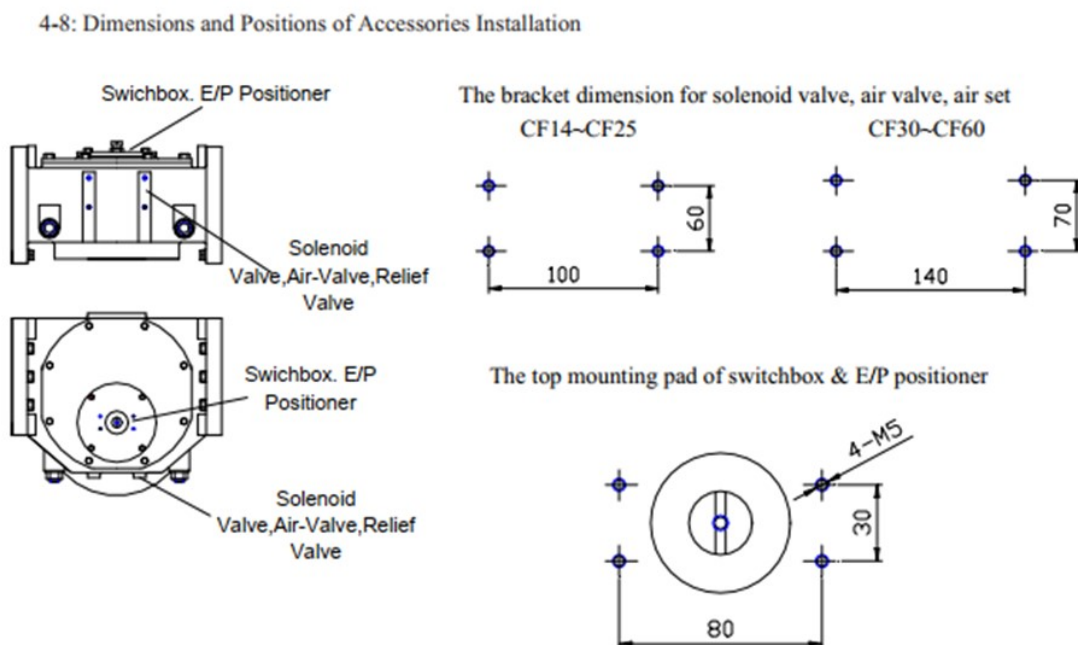 4-8: Dimensions and Positions of Accessories Installation
Swichbox. E/P Positioner
Solenoid
Valve,Air-Valve,Relief
Valve
Swichbox. E/P
Positioner
Solenoid
Valve,Air-Valve,Relief
Valve
The bracket dimension for solenoid valve, air valve, air set
CF14~CF25
CF30~CF60
60
100
70
140
The top mounting pad of switchbox & E/P positioner
4-M5
30
80